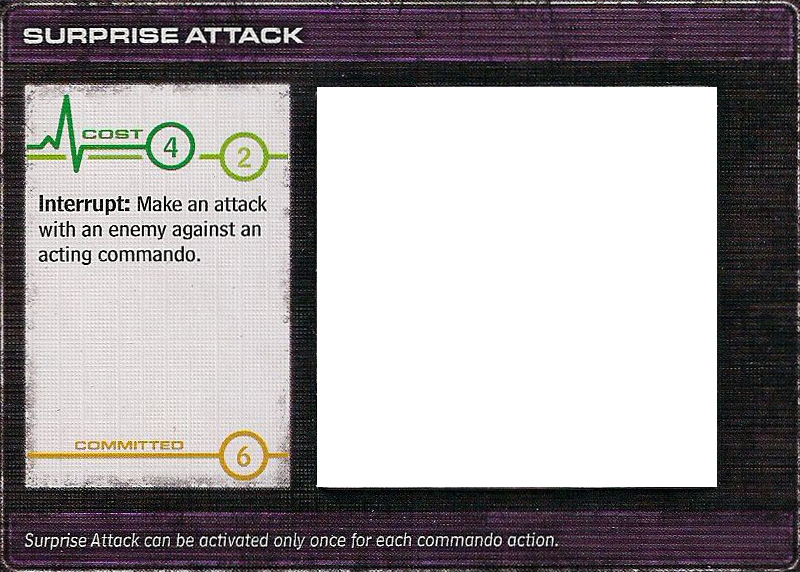 SURPRISE ATTACK
COST 4 2
Interrupt: Make an attack
with an enemy against an
acting commando.
COMMITTED 6
Surprise Attack can be activated only once for each commando action.